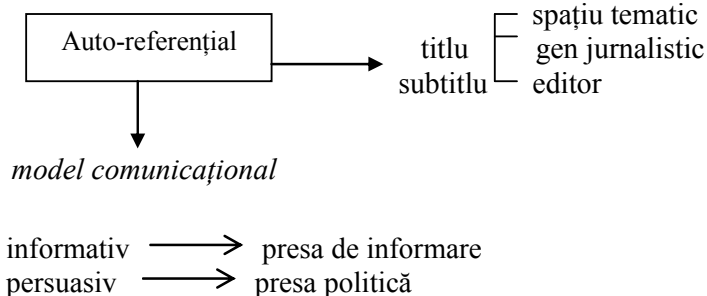 spațiu tematic
Auto-referențial
titlu gen jurnalistic
subtitlu editor
model comunicațional
informativ presa de informare
persuasiv presa politică